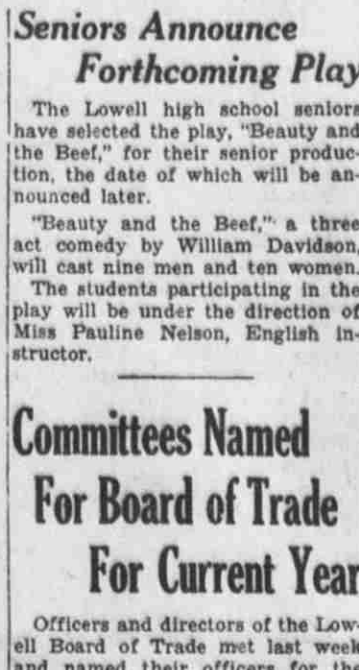 Seniors Announce
Forthcoming Play
The Lowell high school seniors
have selected the play, "Beauty and
the Beef," for their senior produc-
tion, the date of which will be an-
nounced later.
"Beauty and the Beef," a three
act comedy by William Davidson,
will cast nine men and ten women.
The students participating in the
play will be under the direction of
Miss Pauline Nelson, English in-
structor.
Committees Named
For Board of Trade
For Current Year
Officers and directors of the Low-
ell Board of Trade met last week
and named their officers for